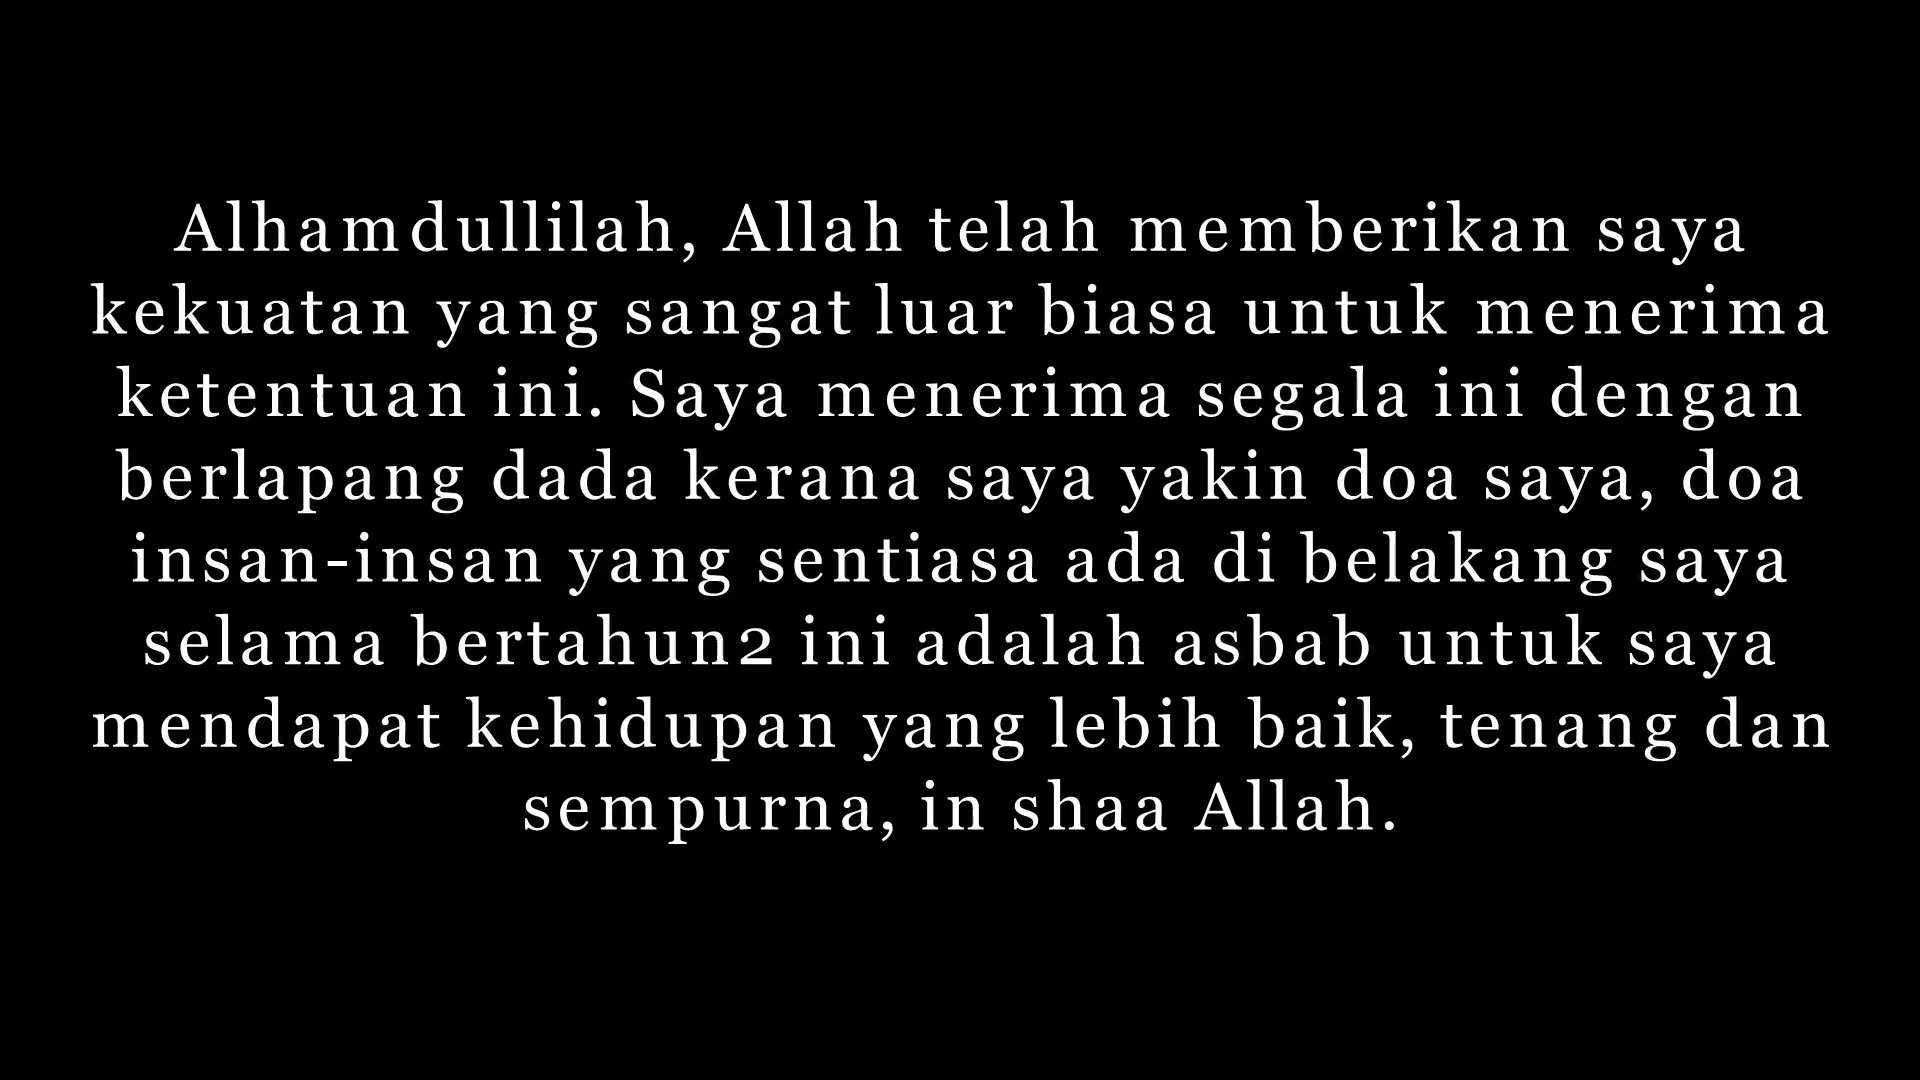 Alhamdullilah, Allah telah memberikan saya
kekuatan yang sangat luar biasa untuk menerima
ketentuan ini. Saya menerima segala ini dengan
berlapang dada kerana saya yakin doa saya, doa
insan-insan yang sentiasa ada di belakang saya
selama bertahun2 ini adalah asbab untuk saya
mendapat kehidupan yang lebih baik, tenang dan
sempurna, in shaa Allah.